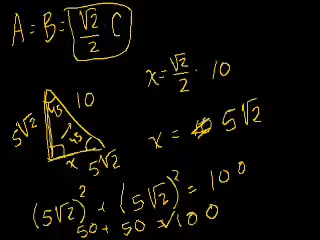 A = B = √2/2 · C
10
45
5√2
45
x
5√2
x = √2/2 · 10
x = 5√2
(5√2)² + (5√2)² = 100
50 + 50 = 100